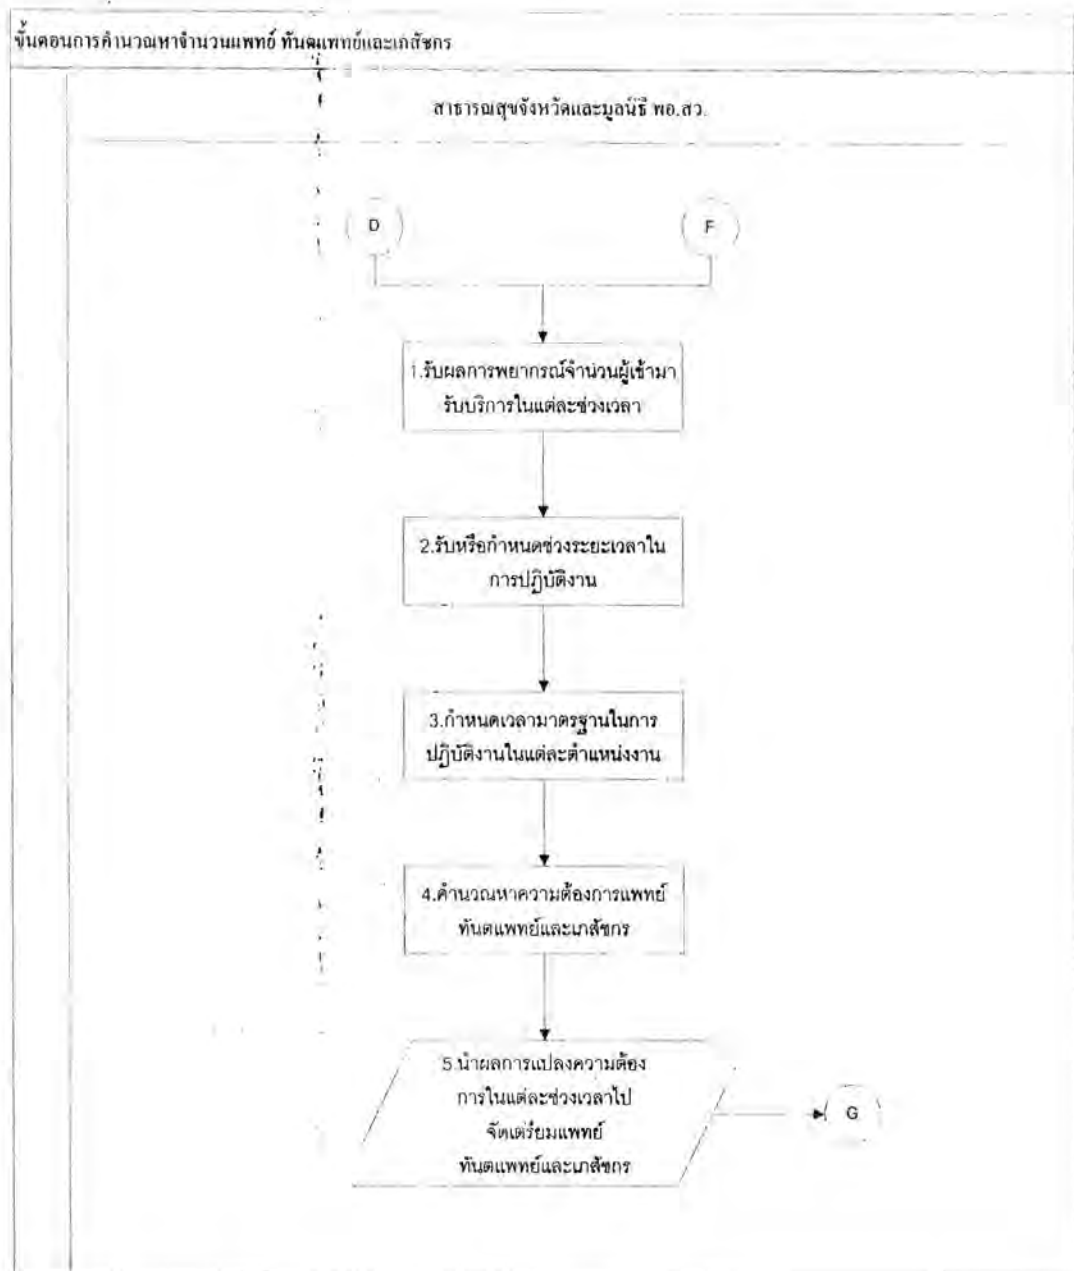 ขั้นตอนการคำนวณหาจำนวนแพทย์ ทันตแพทย์และเภสัชกร
สาธารณสุขจังหวัดและมูลนิธิ พอ.สว.
D
F
1.รับผลการพยากรณ์จำนวนผู้เข้ามา
รับบริการในแต่ละช่วงเวลา
2.รับหรือกำหนดช่วงระยะเวลาใน
การปฏิบัติงาน
3.กำหนดเวลามาตรฐานในการ
ปฏิบัติงานในแต่ละตำแหน่งงาน
4.คำนวณหาความต้องการแพทย์
ทันตแพทย์และเภสัชกร
5.นำผลการแปลงความต้อง
การในแต่ละช่วงเวลาไป
จัดเตรียมแพทย์
ทันตแพทย์และเภสัชกร
G